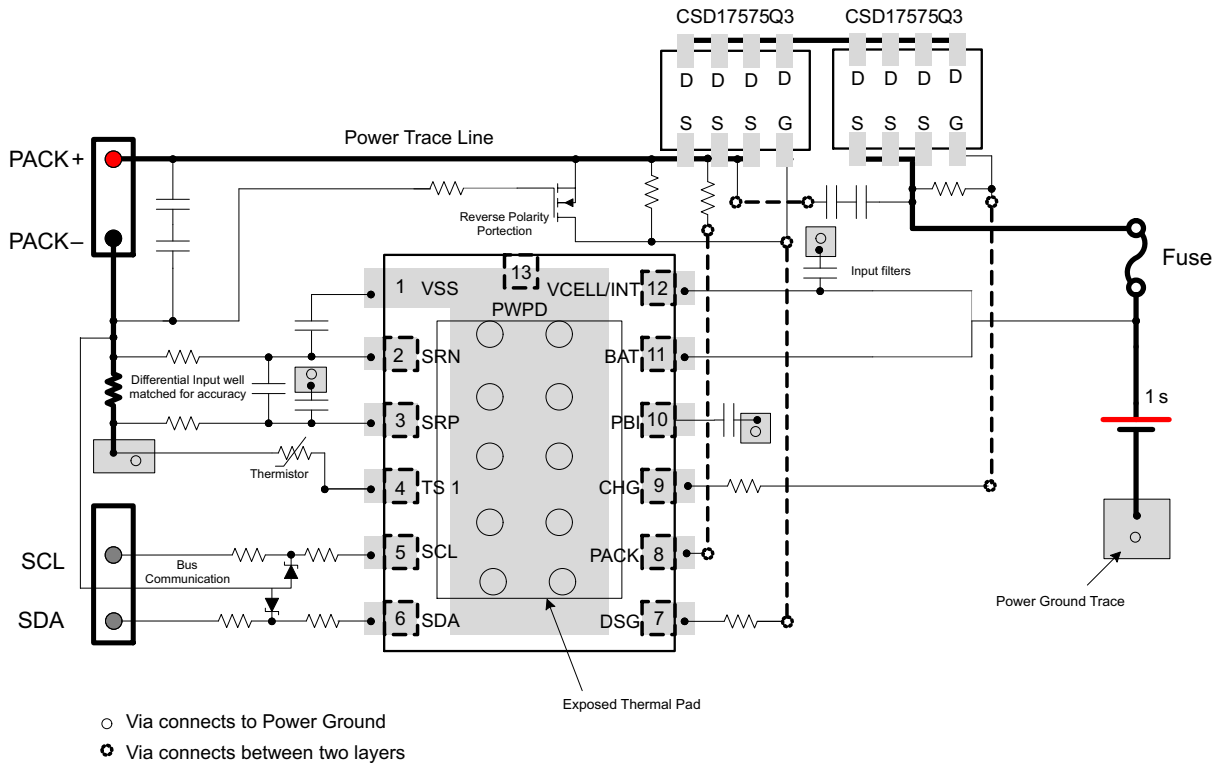 CSD17575Q3
CSD17575Q3
D D D D
D D D D
S S S G
S S S G
Power Trace Line
PACK+
PACK–
Reverse Polarity
Portection
Input filters
Fuse
1 VSS
13
PWPD
VCELL/INT 12
2 SRN
BAT 11
Differential Input well
matched for accuracy
3 SRP
PBI 10
1 s
Thermistor
4 TS 1
CHG 9
SCL
Bus
Communication
5 SCL
PACK 8
SDA
6 SDA
DSG 7
Power Ground Trace
Exposed Thermal Pad
Via connects to Power Ground
Via connects between two layers